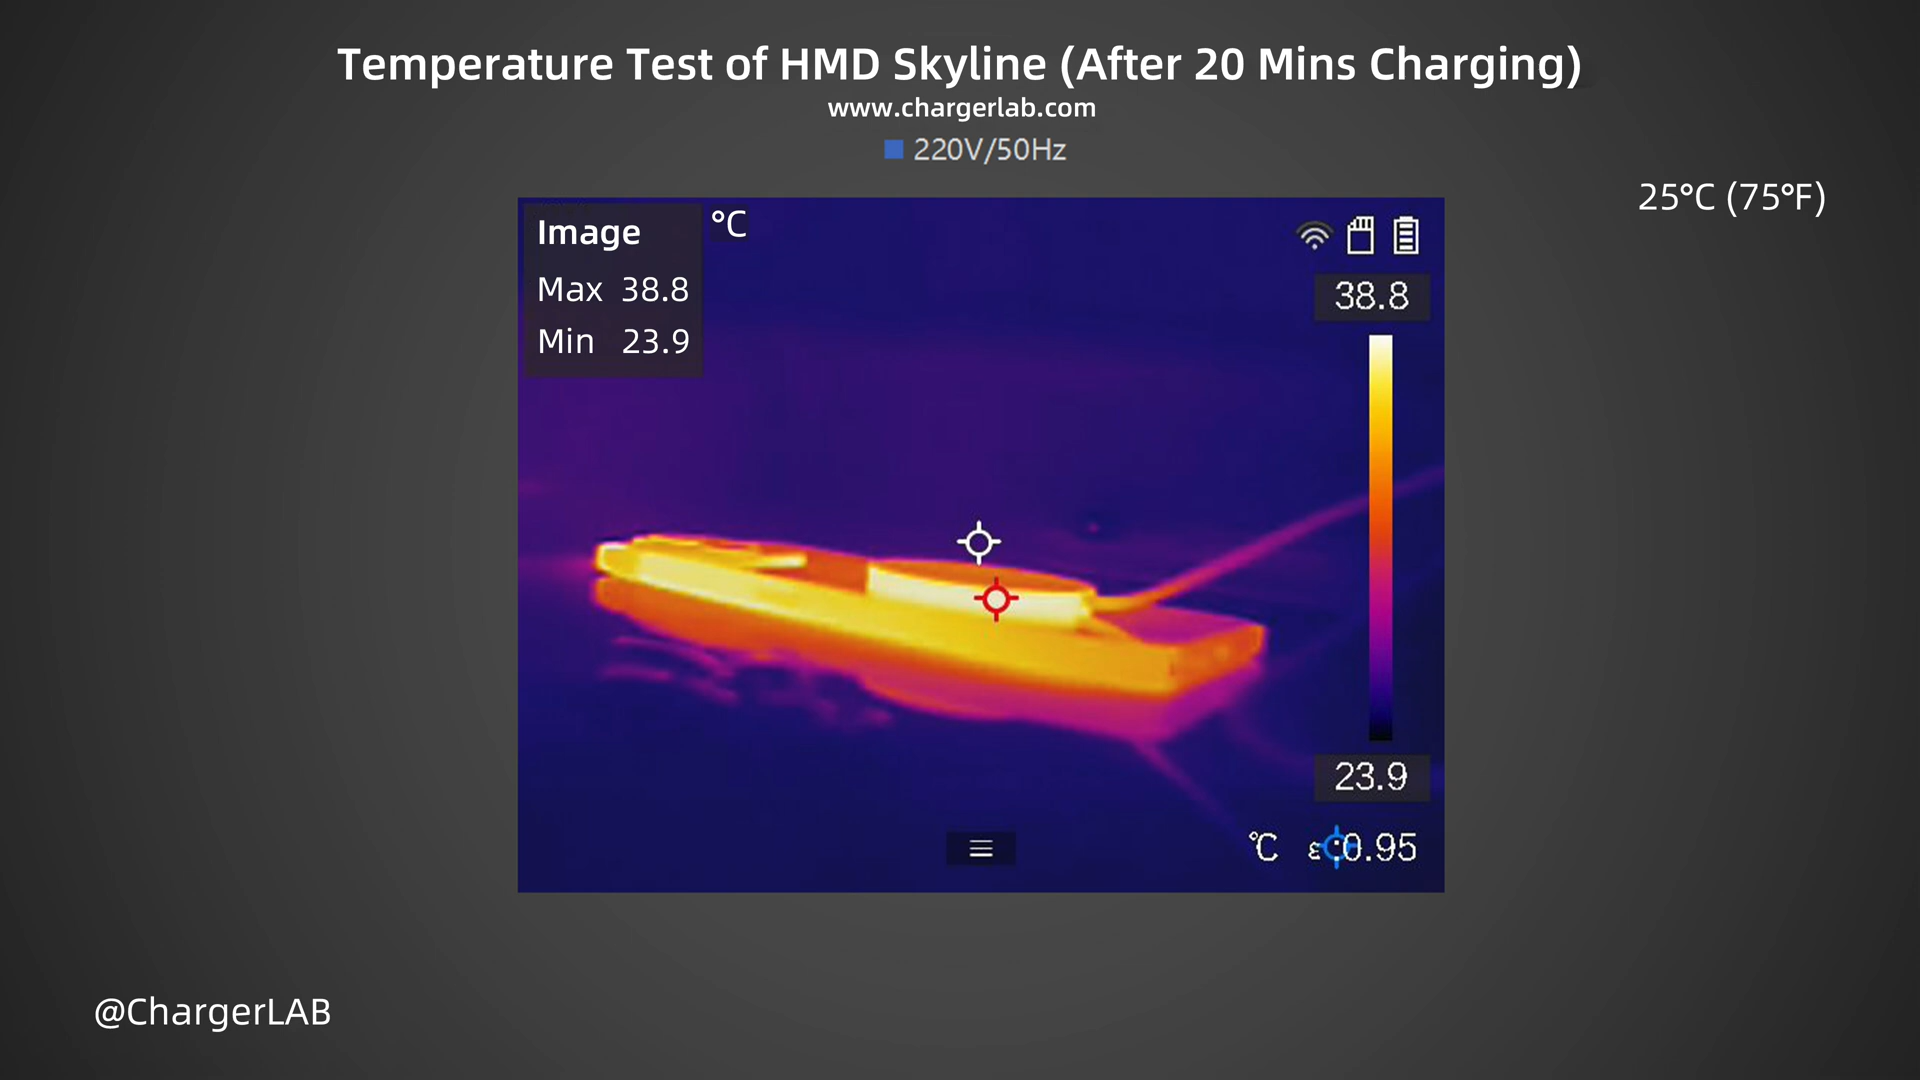 Temperature Test of HMD Skyline (After 20 Mins Charging)
www.chargerlab.com
220V/50Hz
25°C (75°F)
Image °C
Max 38.8
Min 23.9
38.8
23.9
℃ ε:0.95
@ChargerLAB